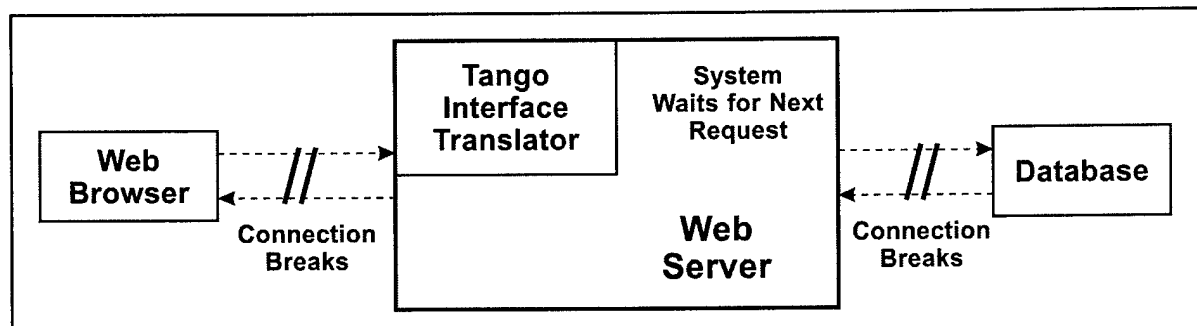 Web
Browser
Connection
Breaks
Tango
Interface
Translator
System
Waits for Next
Request
Web
Server
Connection
Breaks
Database